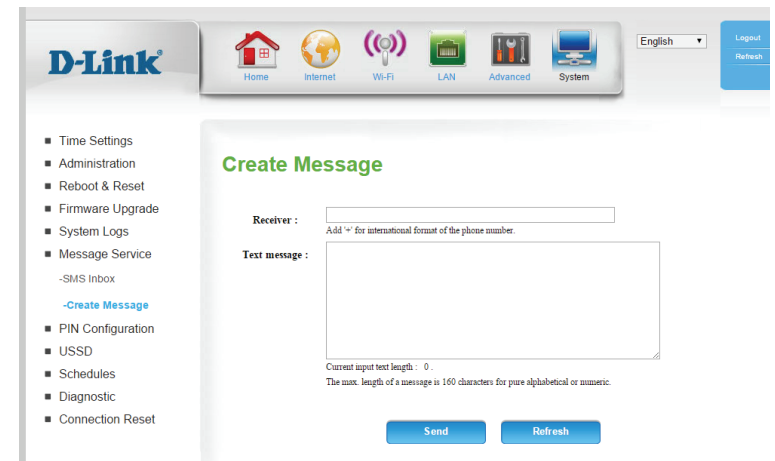 D-Link
Home
Internet
Wi-Fi
LAN
Advanced
System
English
Logout
Refresh
Time Settings
Administration
Reboot & Reset
Firmware Upgrade
System Logs
Message Service
-SMS Inbox
-Create Message
PIN Configuration
USSD
Schedules
Diagnostic
Connection Reset
Create Message
Receiver :
Add '+' for international format of the phone number.
Text message :
Current input text length : 0 .
The max. length of a message is 160 characters for pure alphabetical or numeric.
Send
Refresh